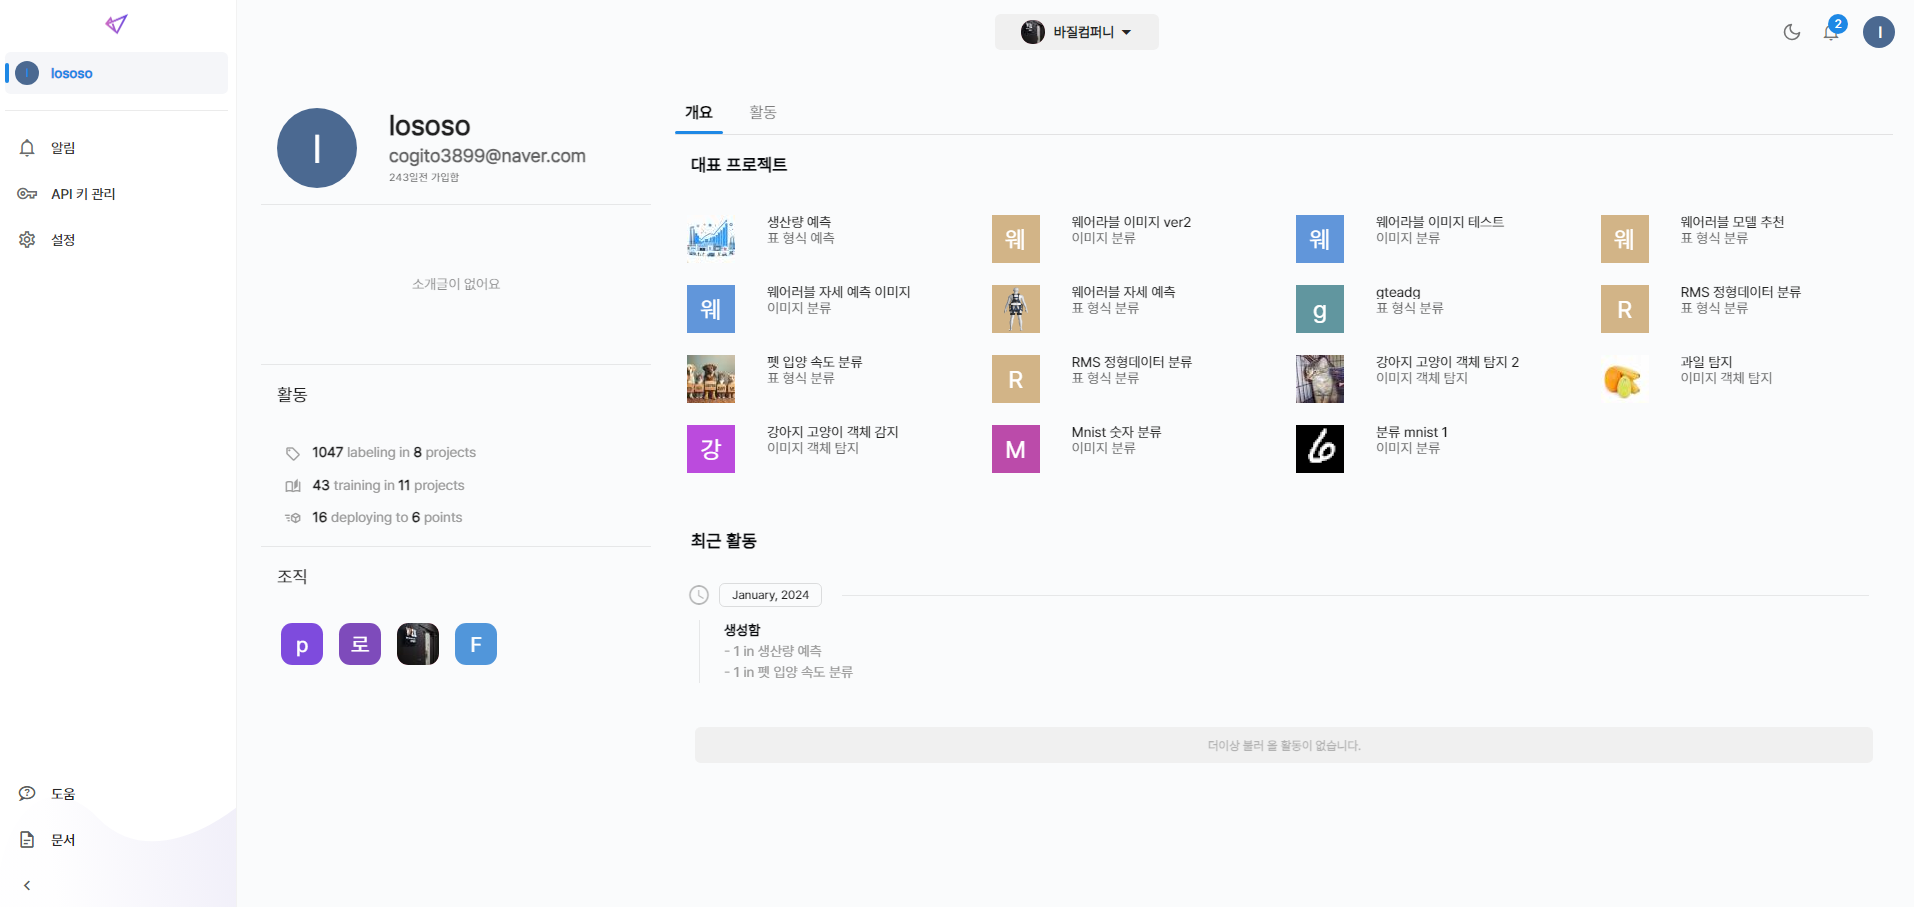 바질컴퍼니
2
I
I
lososo
알림
API 키 관리
설정
도움
문서
I
lososo
cogito3899@naver.com
243일전 가입함
소개글이 없어요
활동
1047 labeling in 8 projects
43 training in 11 projects
16 deploying to 6 points
조직
p
로
F
개요
활동
대표 프로젝트
생산량 예측
표 형식 예측
웨
웨어라블 이미지 ver2
이미지 분류
웨
웨어라블 이미지 테스트
이미지 분류
웨
웨어러블 모델 추천
표 형식 분류
웨
웨어러블 자세 예측 이미지
이미지 분류
웨어러블 자세 예측
표 형식 분류
g
gteadg
표 형식 분류
R
RMS 정형데이터 분류
표 형식 분류
펫 입양 속도 분류
표 형식 분류
R
RMS 정형데이터 분류
표 형식 분류
강아지 고양이 객체 탐지 2
이미지 객체 탐지
과일 탐지
이미지 객체 탐지
강
강아지 고양이 객체 감지
이미지 객체 탐지
M
Mnist 숫자 분류
이미지 분류
6
분류 mnist 1
이미지 분류
최근 활동
January, 2024
생성함
- 1 in 생산량 예측
- 1 in 펫 입양 속도 분류
더이상 불러 올 활동이 없습니다.